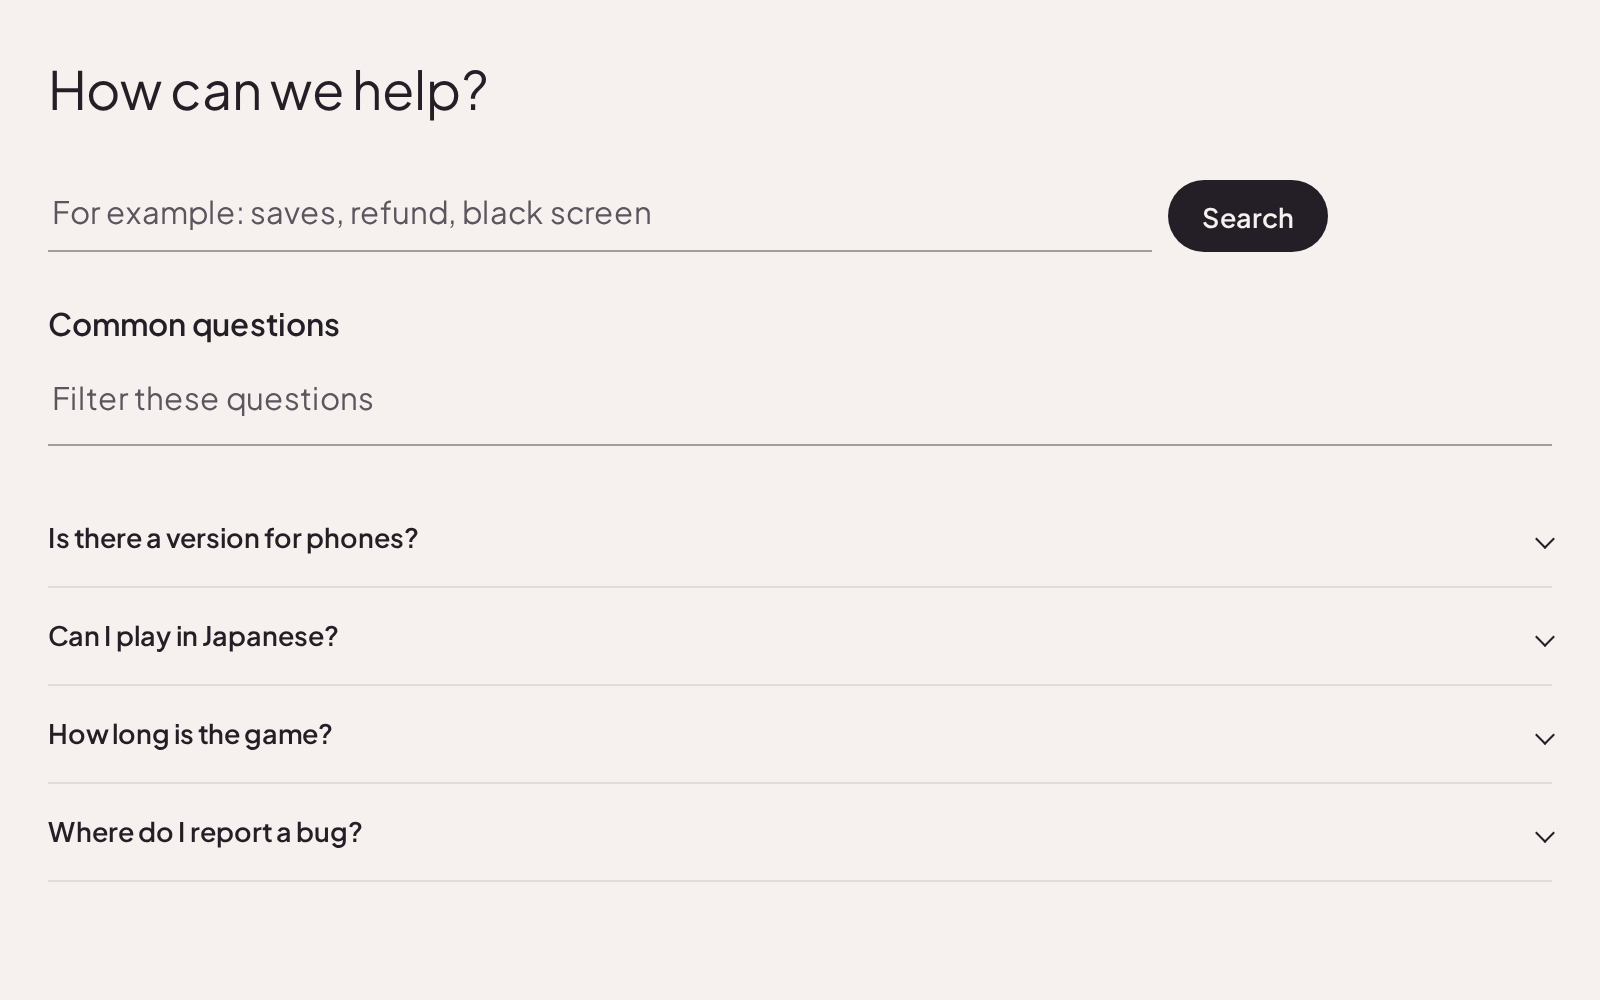 How can we help?
For example: saves, refund, black screen
Search
Common questions
Filter these questions
Is there a version for phones?
Can I play in Japanese?
How long is the game?
Where do I report a bug?